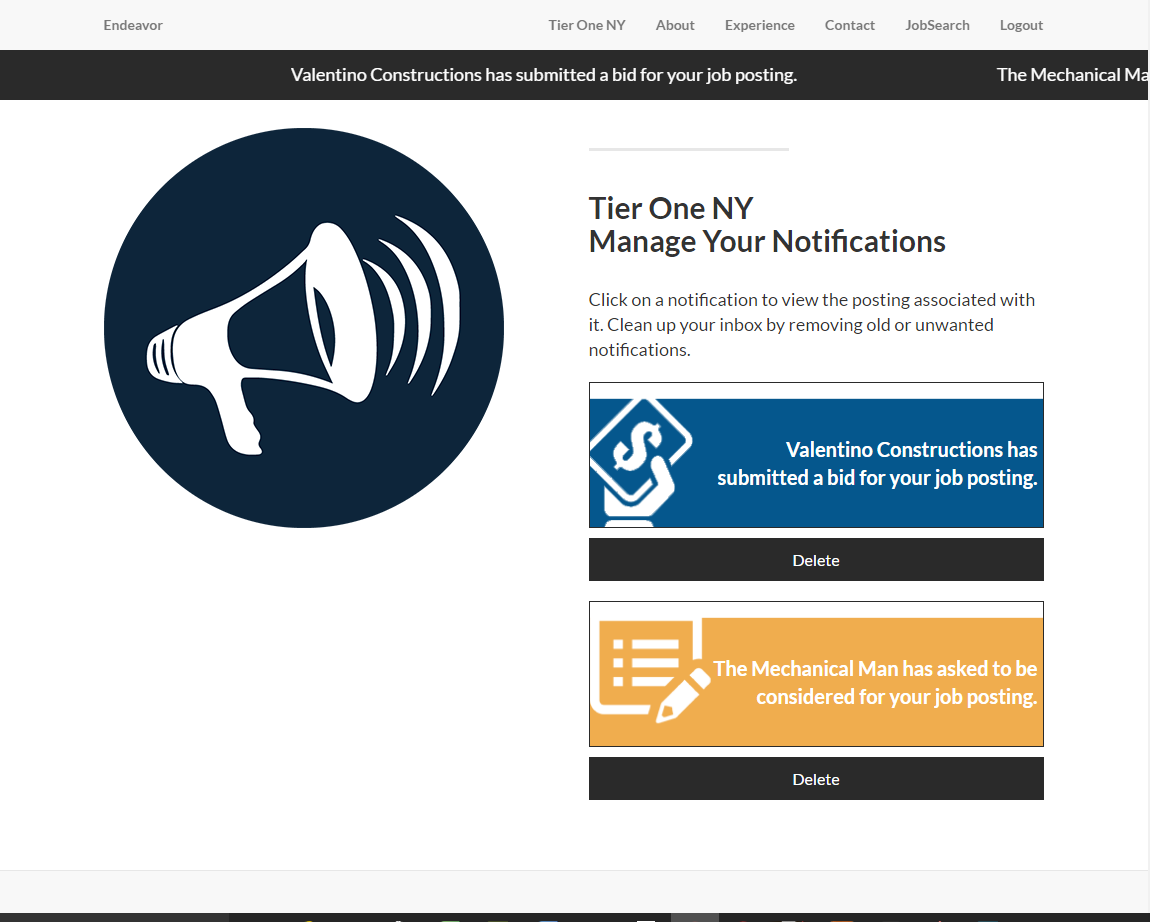 Endeavor
Tier One NY About Experience Contact JobSearch Logout
Valentino Constructions has submitted a bid for your job posting. The Mechanical
Tier One NY
Manage Your Notifications
Click on a notification to view the posting associated with
it. Clean up your inbox by removing old or unwanted
notifications.
$
Valentino Constructions has
submitted a bid for your job posting.
Delete
The Mechanical Man has asked to be
considered for your job posting.
Delete